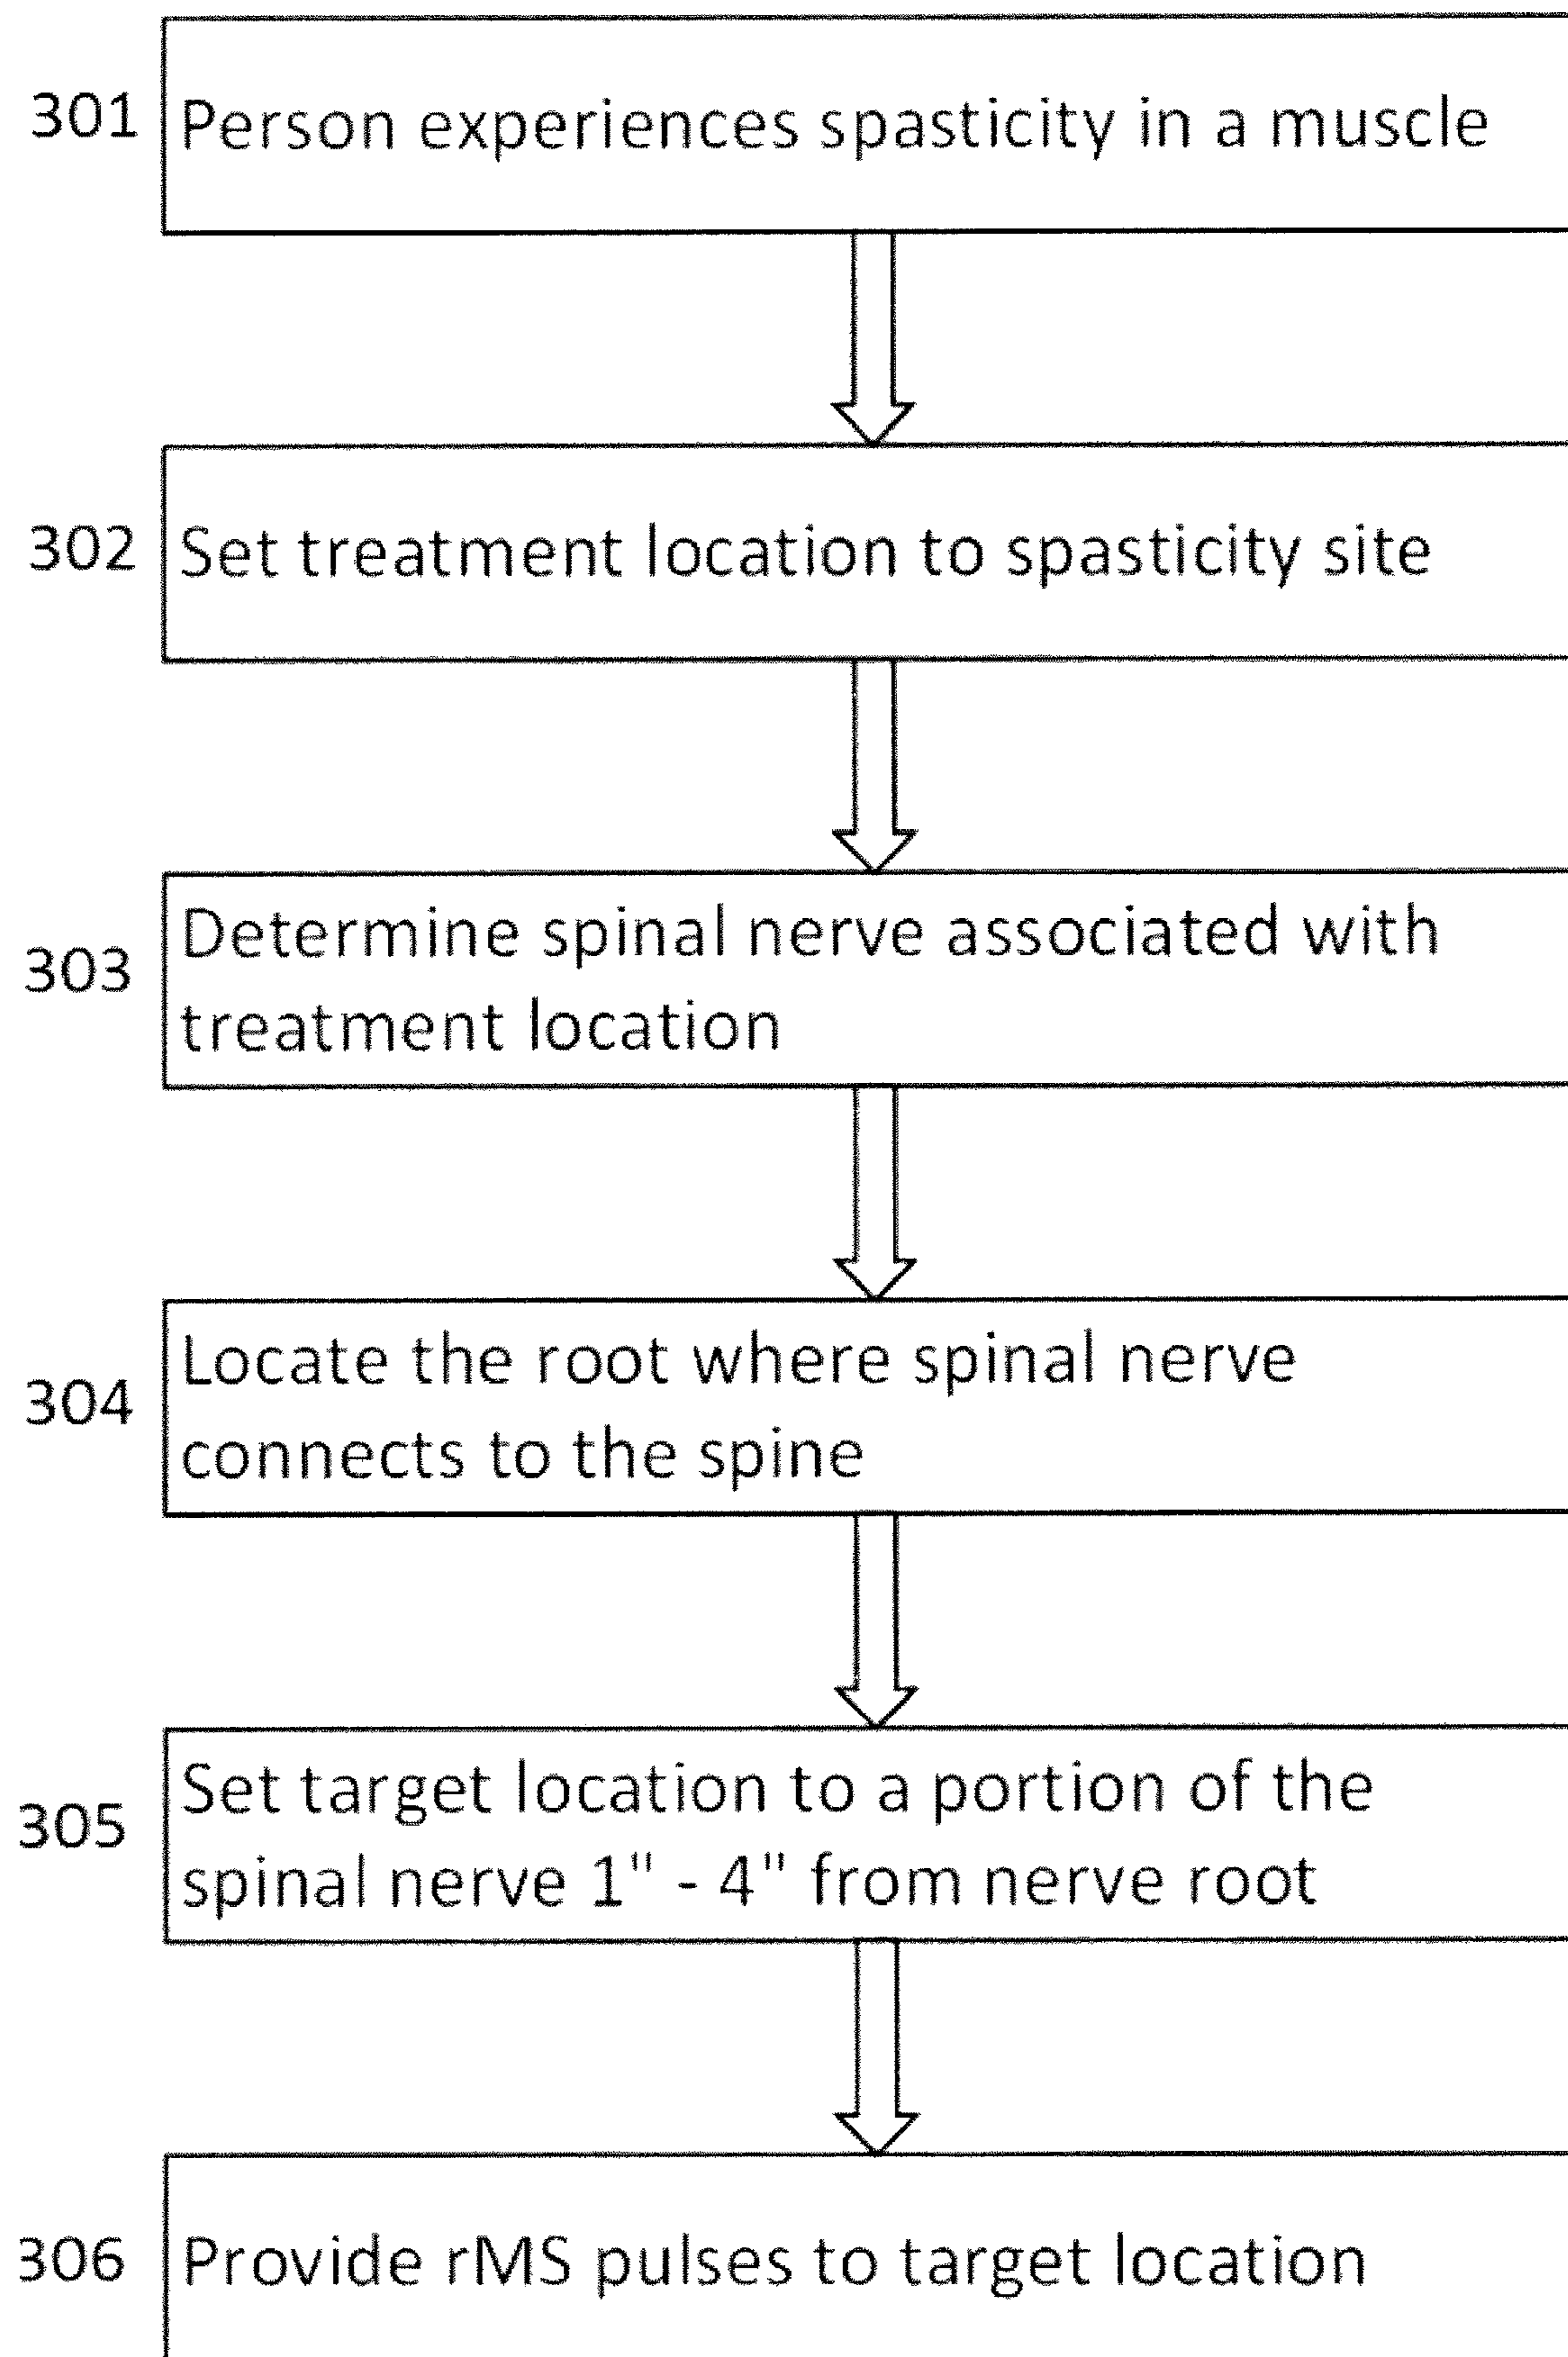 301 Person experiences spasticity in a muscle
302 Set treatment location to spasticity site
303 Determine spinal nerve associated with
treatment location
304 Locate the root where spinal nerve
connects to the spine
305 Set target location to a portion of the
spinal nerve 1" - 4" from nerve root
306 Provide rMS pulses to target location